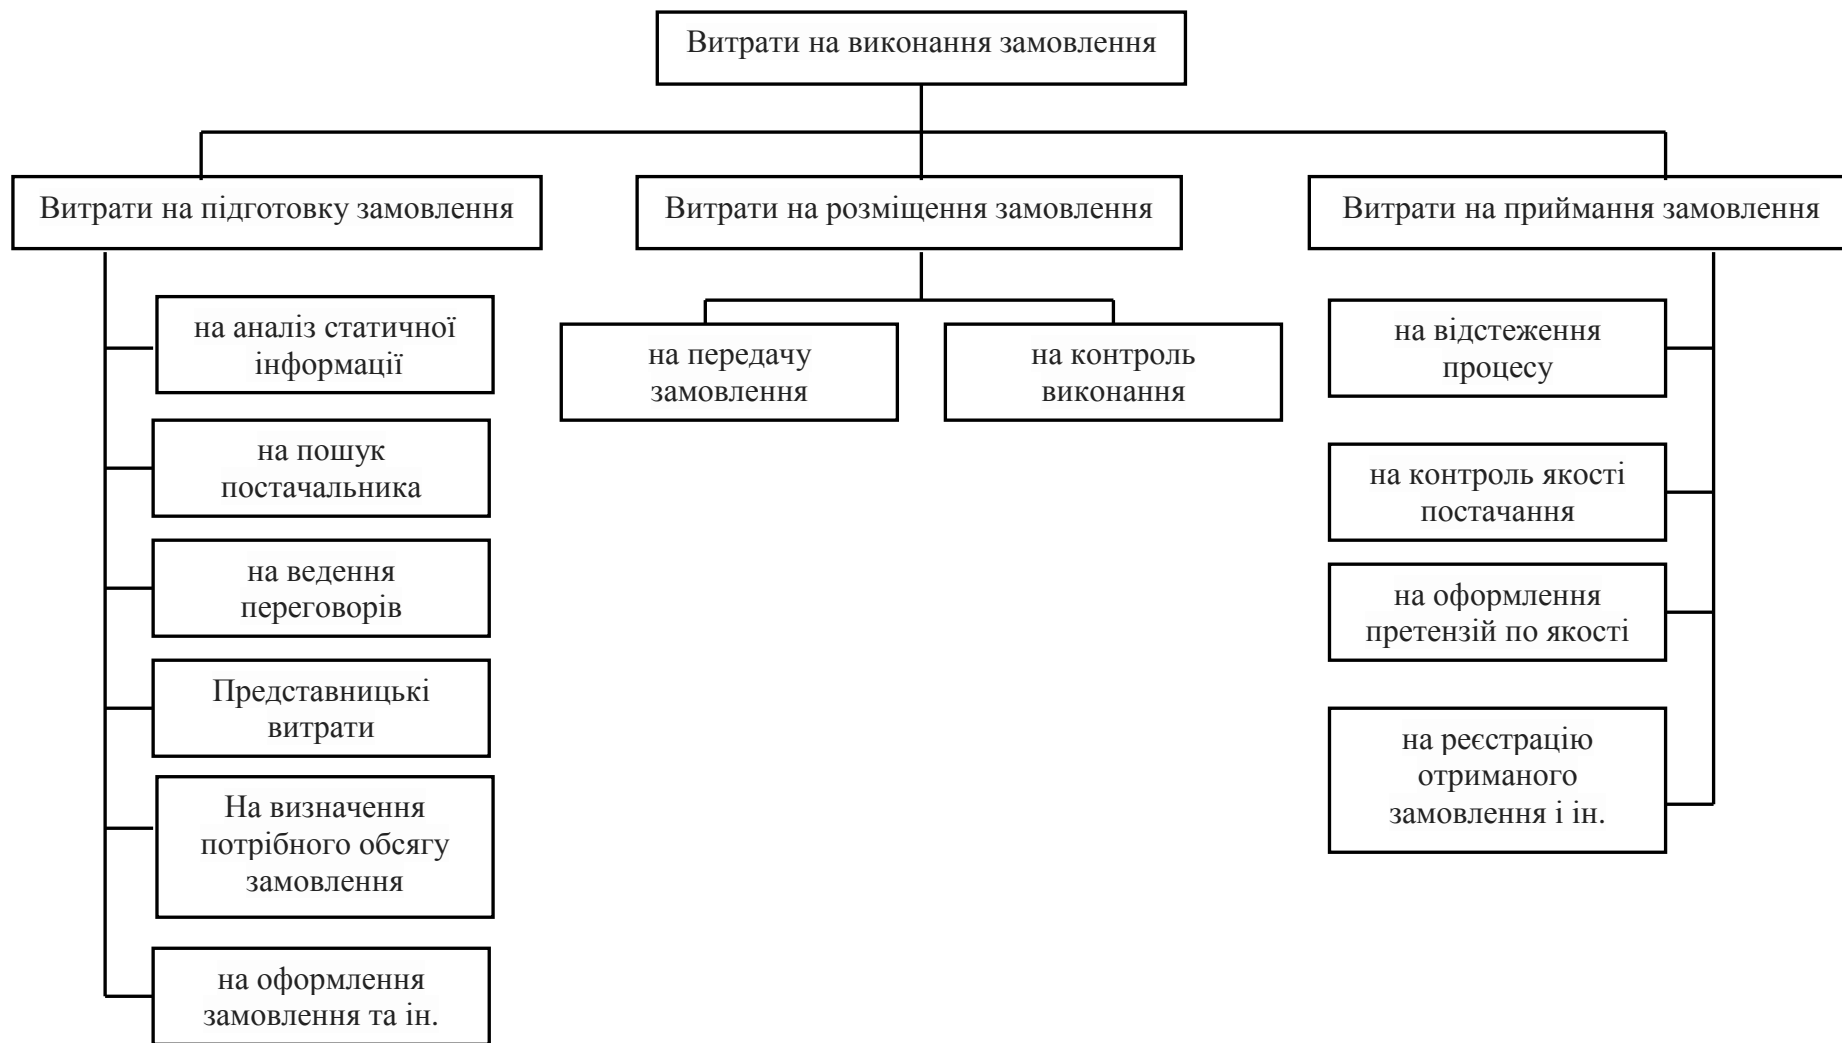 Витрати на виконання замовлення
Витрати на підготовку замовлення
Витрати на розміщення замовлення
Витрати на приймання замовлення
на аналіз статичної
інформації
на пошук
постачальника
на ведення
переговорів
Представницькі
витрати
На визначення
потрібного обсягу
замовлення
на оформлення
замовлення та ін.
на передачу
замовлення
на контроль
виконання
на відстеження
процесу
на контроль якості
постачання
на оформлення
претензій по якості
на реєстрацію
отриманого
замовлення і ін.